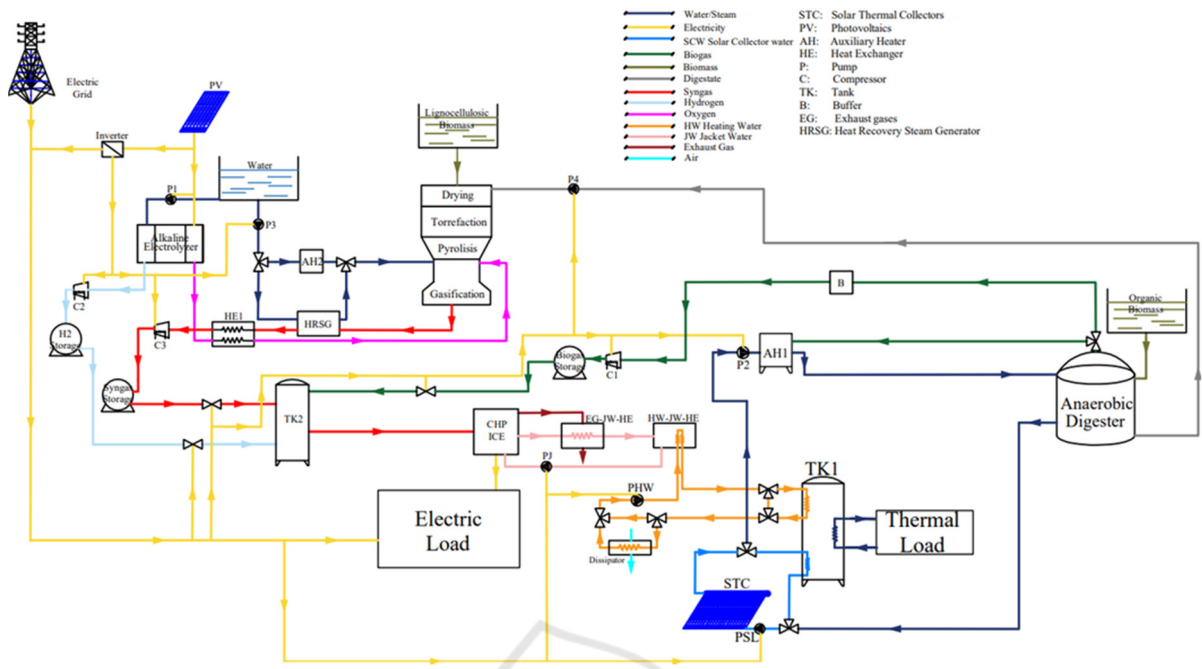 Water/Steam
Electricity
SCW Solar Collector water
Biogas
Biomass
Digestate
Syngas
Hydrogen
Oxygen
HW Heating Water
JW Jacket Water
Exhaust Gas
Air
STC: Solar Thermal Collectors
PV: Photovoltaics
AH: Auxiliary Heater
HE: Heat Exchanger
P: Pump
C: Compressor
TK: Tank
B: Buffer
EG: Exhaust gases
HRSG: Heat Recovery Steam Generator
Electric
Grid
PV
Inverter
Lignocellulosic
Biomass
Water
P1
P3
P4
Drying
Torrefaction
Pyrolisis
Gasification
Alkaline
Electrolyzer
AH2
HRSG
HE1
C2
C3
H2
Storage
Syngas
Storage
B
Organic
Biomass
Biogas
Storage
C1
P2
AH1
Anaerobic
Digester
TK2
CHP
ICE
EG-JW-HE
HW-JW-HE
PJ
PHW
TK1
Electric
Load
Thermal
Load
Dissipator
STC
PSL